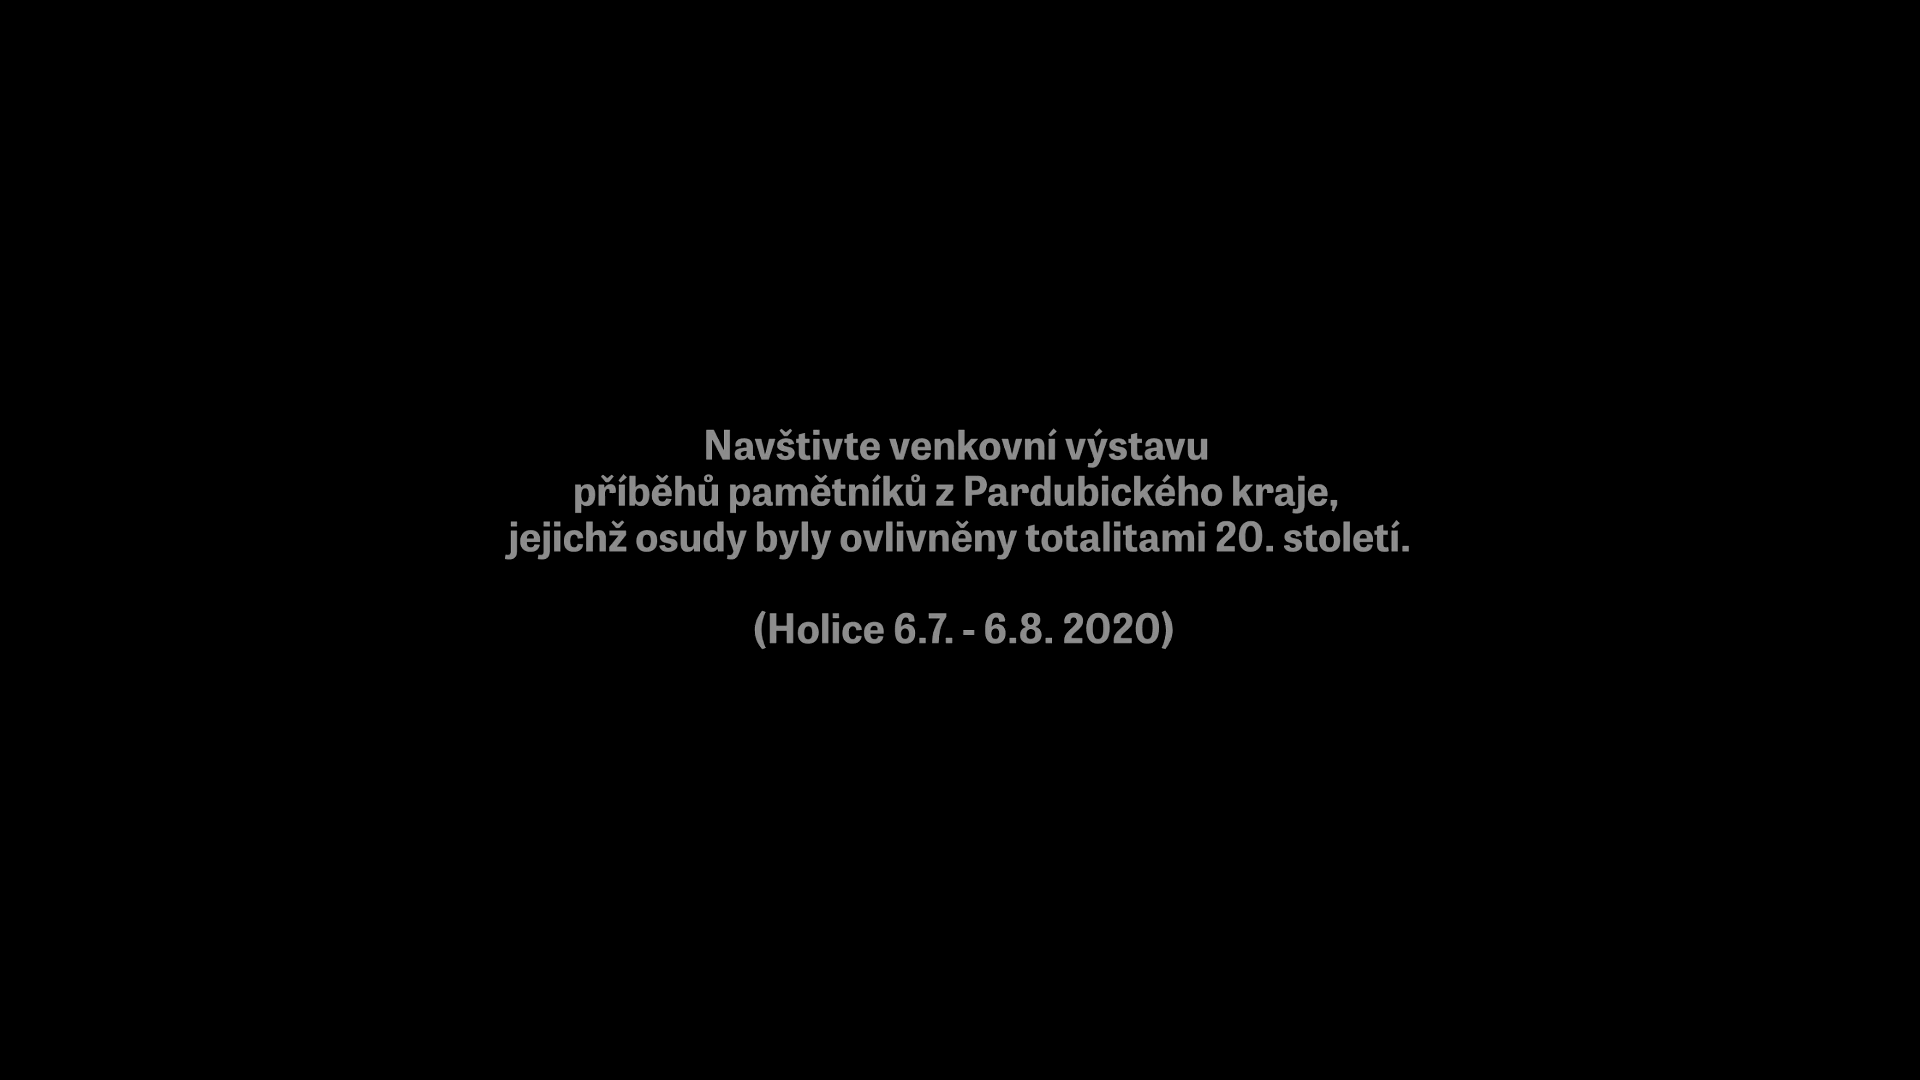 Navštivte venkovní výstavu
příběhů pamětníků z Pardubického kraje,
jejichž osudy byly ovlivněny totalitami 20. století.
(Holice 6.7. - 6.8. 2020)